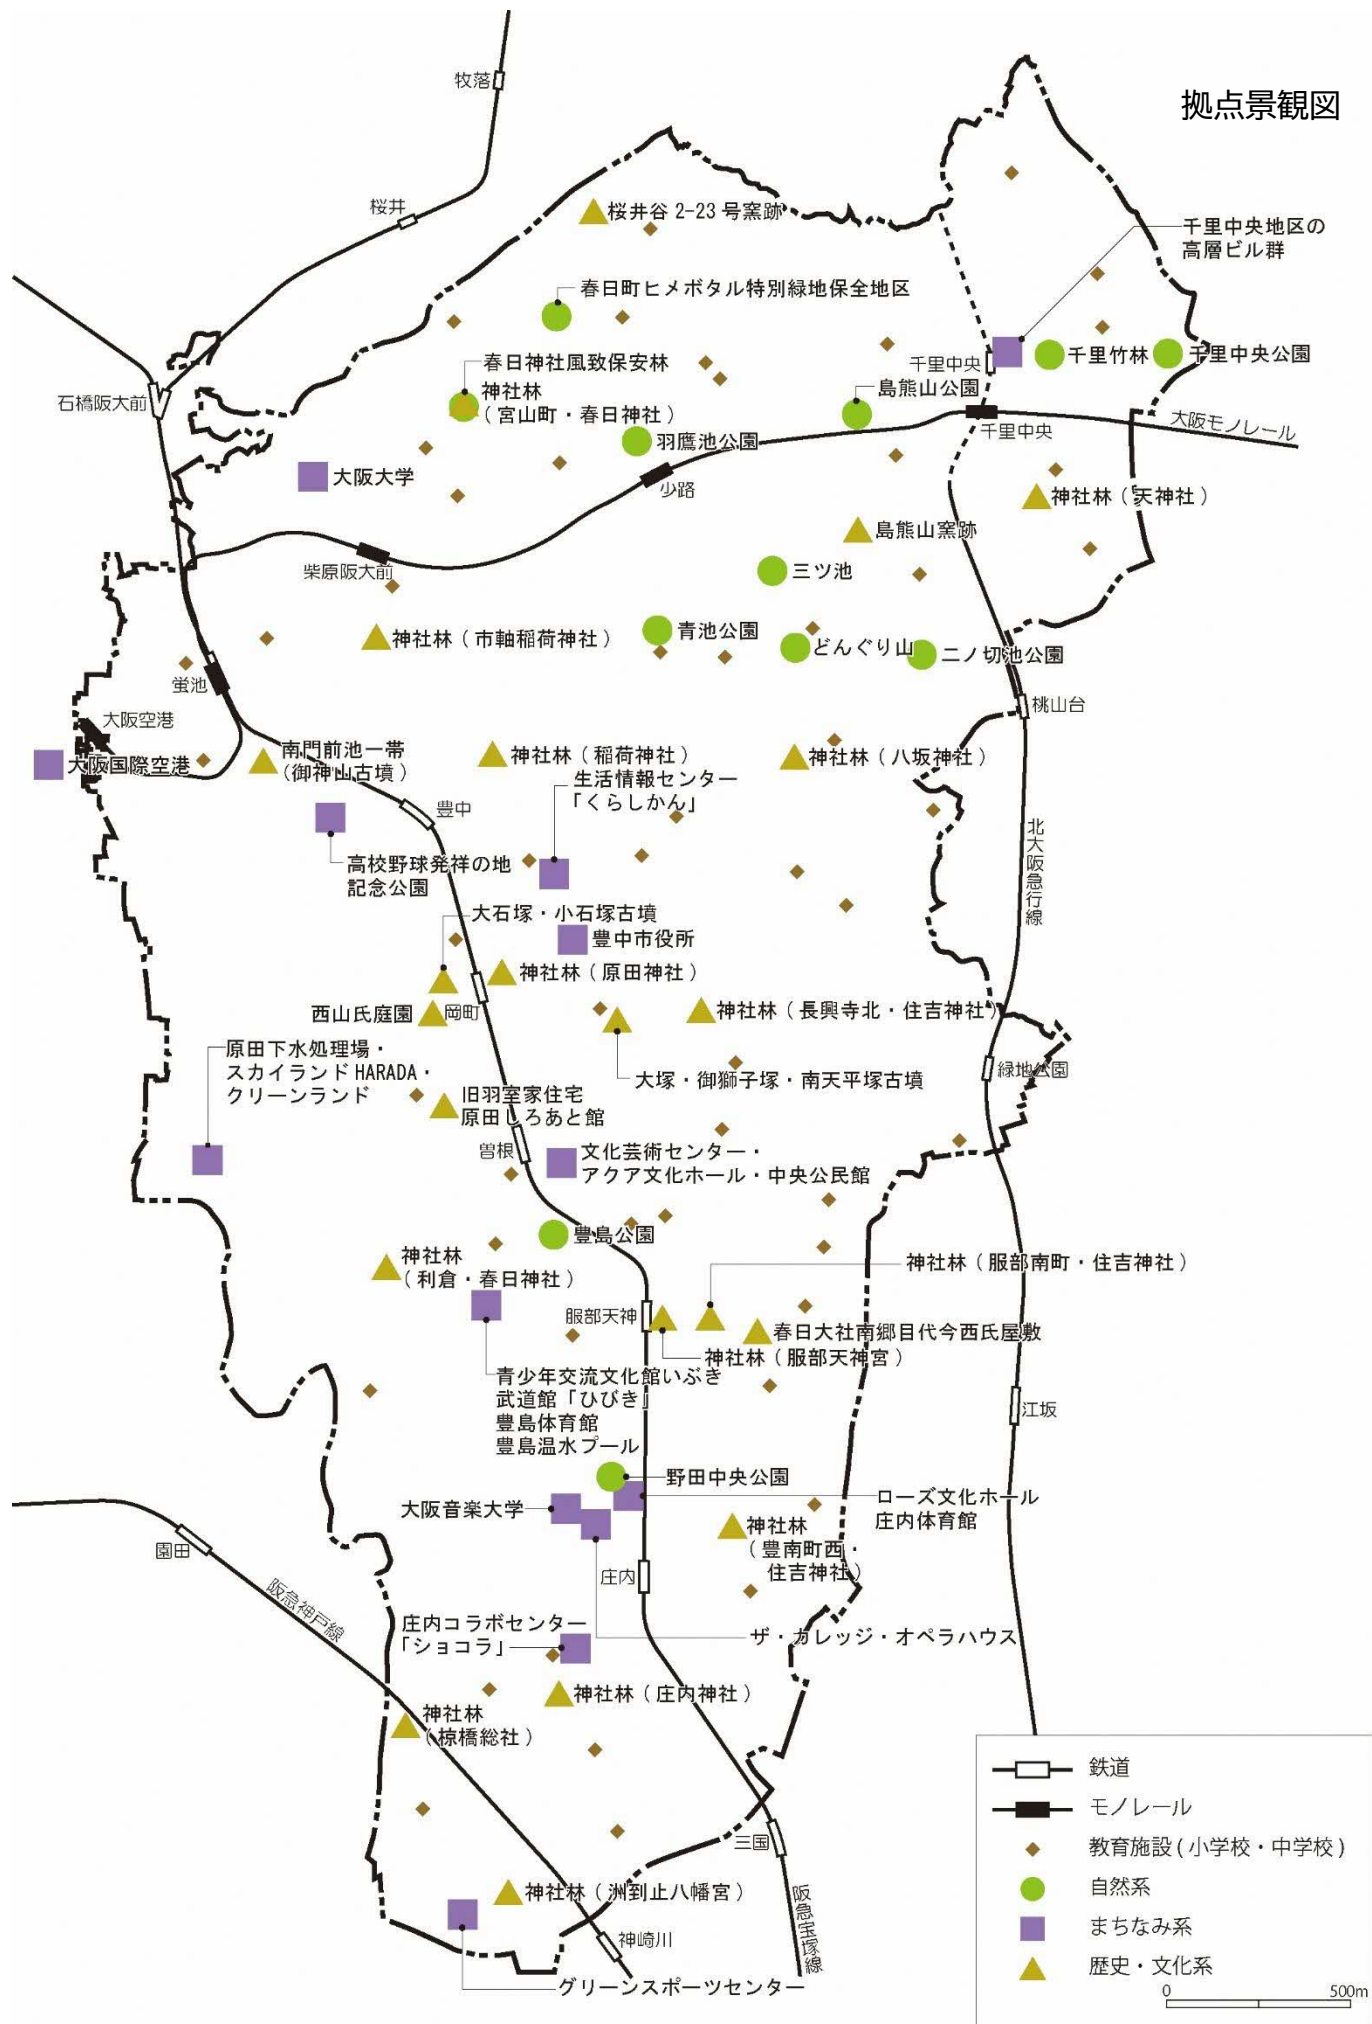 拠点景観図
牧落
桜井
桜井谷 2-23 号窯跡
千里中央地区の
高層ビル群
春日町ヒメボタル特別緑地保全地区
春日神社風致保安林
神社林
（宮山町・春日神社）
千里中央
千里竹林
千里中央公園
石橋阪大前
島熊山公園
千里中央
大阪モノレール
羽鷹池公園
大阪大学
少路
神社林（天神社）
島熊山窯跡
柴原阪大前
三ツ池
神社林（市軸稲荷神社）
青池公園
どんぐり山
二ノ切池公園
蛍池
桃山台
大阪空港
大阪国際空港
南門前池一帯
（御神山古墳）
神社林（稲荷神社）
神社林（八坂神社）
生活情報センター
「くらしかん」
豊中
北大阪急行線
高校野球発祥の地
記念公園
大石塚・小石塚古墳
豊中市役所
神社林（原田神社）
西山氏庭園
岡町
神社林（長興寺北・住吉神社）
原田下水処理場・
スカイランド HARADA・
クリーンランド
大塚・御獅子塚・南天平塚古墳
緑地公園
旧羽室家住宅
原田しろあと館
曽根
文化芸術センター・
アクア文化ホール・中央公民館
豊島公園
神社林
（利倉・春日神社）
神社林（服部南町・住吉神社）
服部天神
春日大社南郷目代今西氏屋敷
神社林（服部天神宮）
青少年交流文化館いぶき
武道館「ひびき」
豊島体育館
豊島温水プール
江坂
野田中央公園
大阪音楽大学
ローズ文化ホール
庄内体育館
神社林
（豊南町西・
住吉神社）
園田
庄内
阪急神戸線
庄内コラボセンター
「ショコラ」
ザ・カレッジ・オペラハウス
神社林（庄内神社）
神社林
（椋橋総社）
三国
神社林（洲到止八幡宮）
阪急宝塚線
神崎川
グリーンスポーツセンター
鉄道
モノレール
教育施設(小学校・中学校)
自然系
まちなみ系
歴史・文化系
0 500m